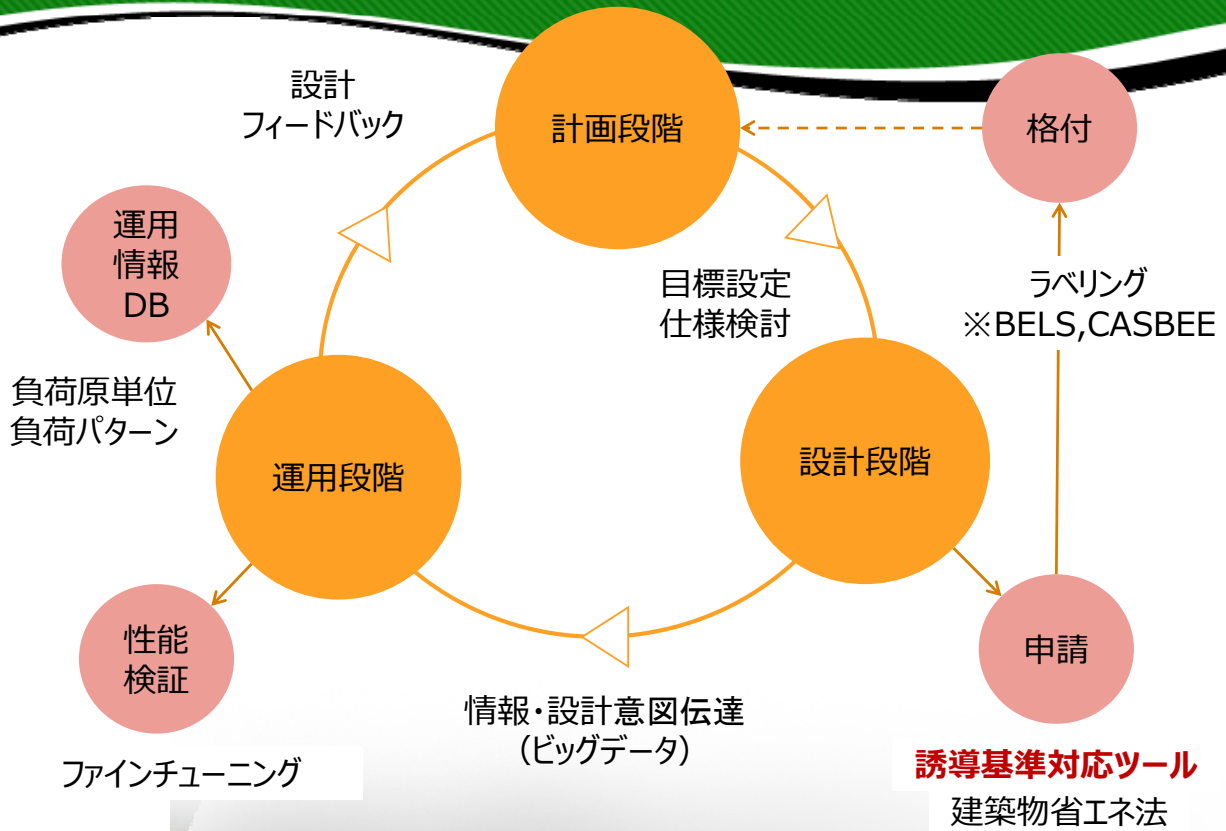 設計
フィードバック
計画段階
格付
運用
情報
DB
目標設定
仕様検討
ラベリング
※BELS,CASBEE
負荷原単位
負荷パターン
運用段階
設計段階
性能
検証
申請
情報・設計意図伝達
(ビッグデータ)
ファインチューニング
誘導基準対応ツール
建築物省エネ法